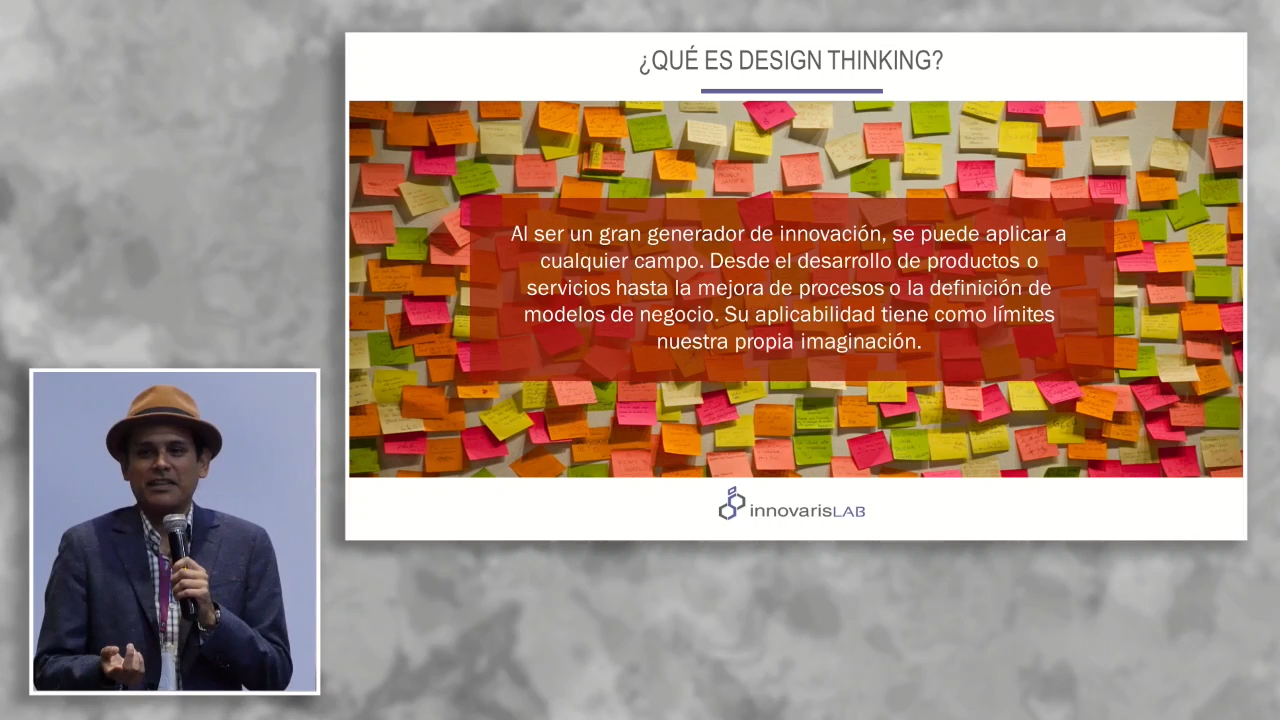 ¿QUÉ ES DESIGN THINKING?
Al ser un gran generador de innovación, se puede aplicar a
cualquier campo. Desde el desarrollo de productos o
servicios hasta la mejora de procesos o la definición de
modelos de negocio. Su aplicabilidad tiene como límites
nuestra propia imaginación.
innovarisLAB